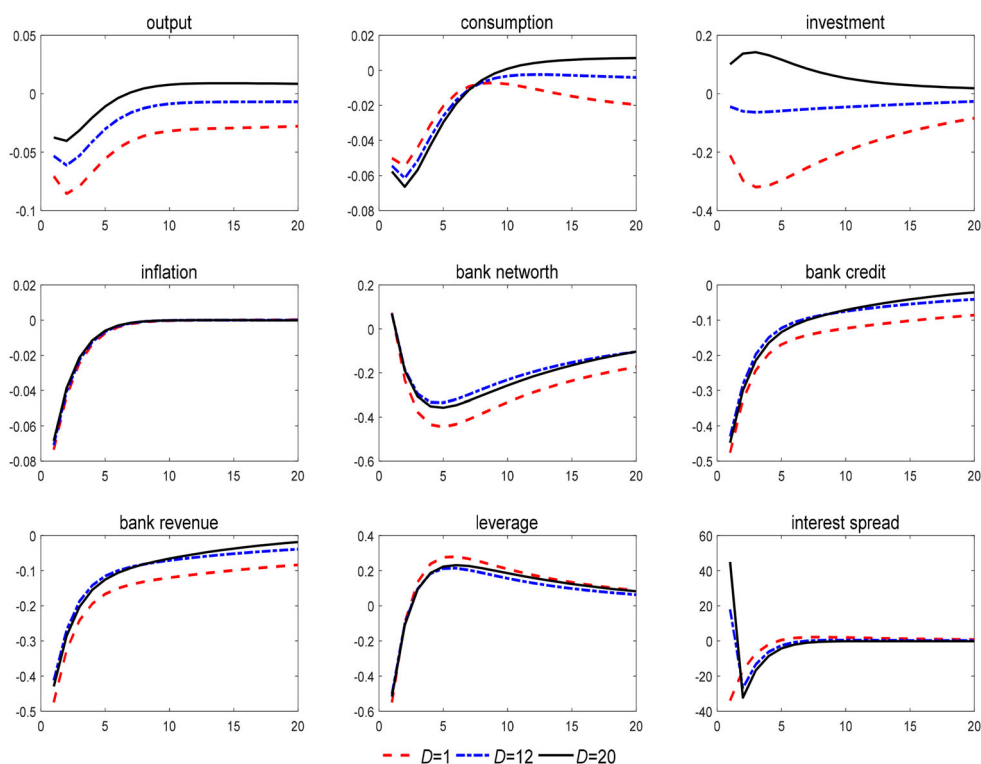 output
consumption
investment
0.05
0
-0.05
-0.1
0 5 10 15 20
0.04
0.02
0
-0.02
-0.04
-0.06
0.08
0 5 10 15 20
0.2
0
-0.2
-0.4
0 5 10 15 20
inflation
bank networth
bank credit
0.02
0
-0.02
-0.04
-0.06
-0.08
0 5 10 15 20
0.4
0.2
0
-0.2
-0.4
-0.6
0 5 10 15 20
0
-0.1
-0.2
-0.3
-0.4
-0.5
0 5 10 15 20
bank revenue
leverage
interest spread
0
-0.1
-0.2
-0.3
-0.4
-0.5
0 5 10 15 20
0.4
0.2
0
-0.2
-0.4
-0.6
0 5 10 15 20
60
40
20
0
-20
-40
0 5 10 15 20
D=1 D=12 D=20